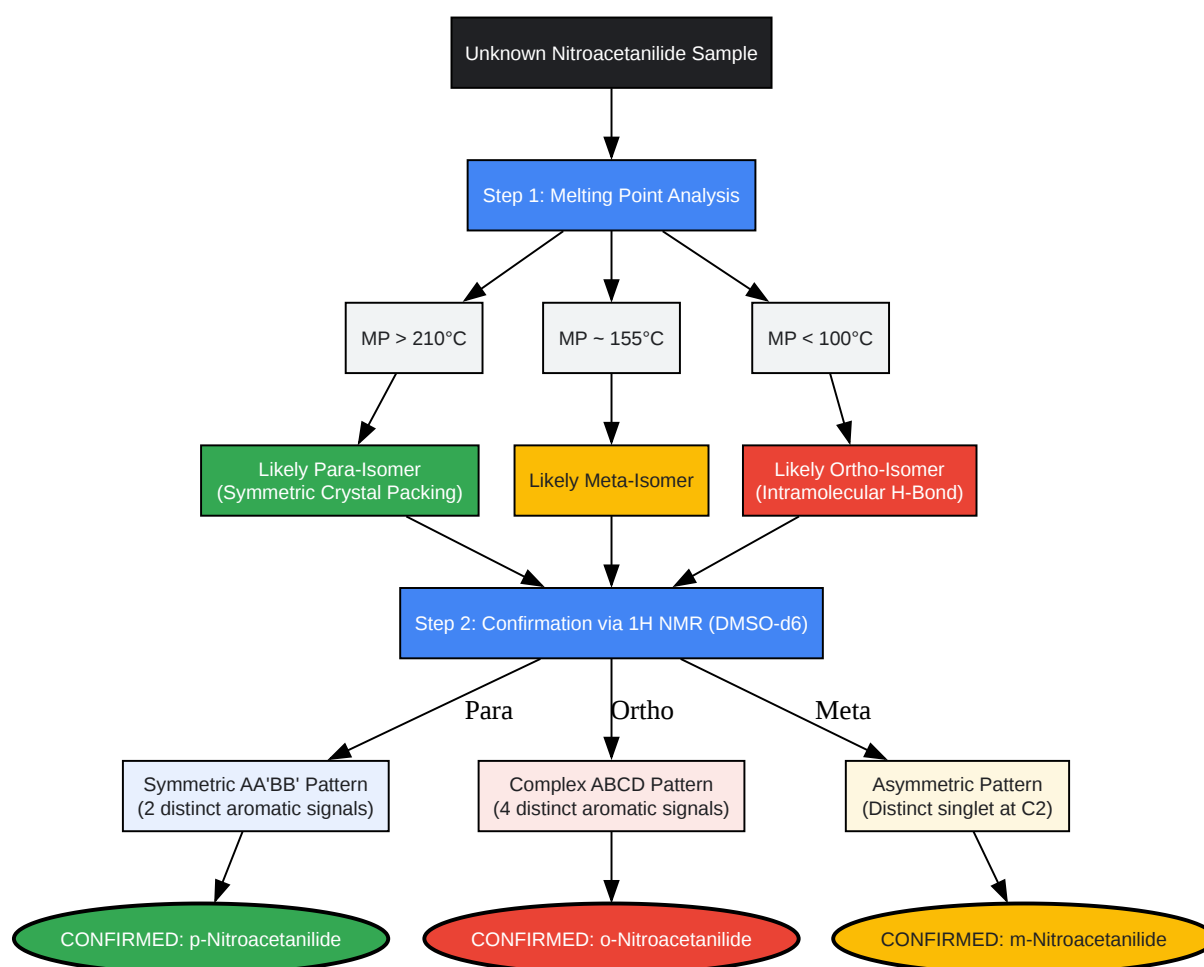 Unknown Nitroacetanilide Sample
Step 1: Melting Point Analysis
MP > 210°C
MP ~ 155°C
MP < 100°C
Likely Para-Isomer
(Symmetric Crystal Packing)
Likely Meta-Isomer
Likely Ortho-Isomer
(Intramolecular H-Bond)
Step 2: Confirmation via 1H NMR (DMSO-d6)
Para
Ortho
Meta
Symmetric AA'BB' Pattern
(2 distinct aromatic signals)
Complex ABCD Pattern
(4 distinct aromatic signals)
Asymmetric Pattern
(Distinct singlet at C2)
CONFIRMED: p-Nitroacetanilide
CONFIRMED: o-Nitroacetanilide
CONFIRMED: m-Nitroacetanilide